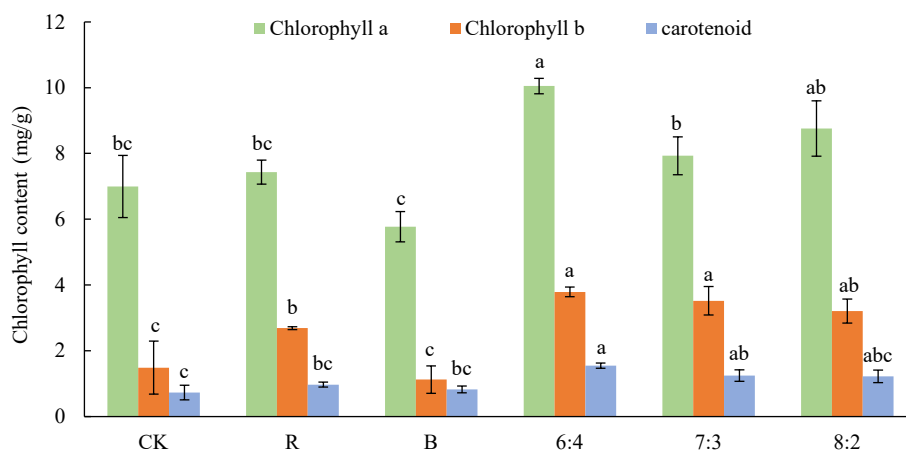 Chlorophyll a Chlorophyll b carotenoid
Chlorophyll content (mg/g)
12
10
8
6
4
2
0
bc
c
c
bc
b
bc
c
c
bc
a
a
a
b
a
ab
ab
ab
abc
CK R B 6:4 7:3 8:2